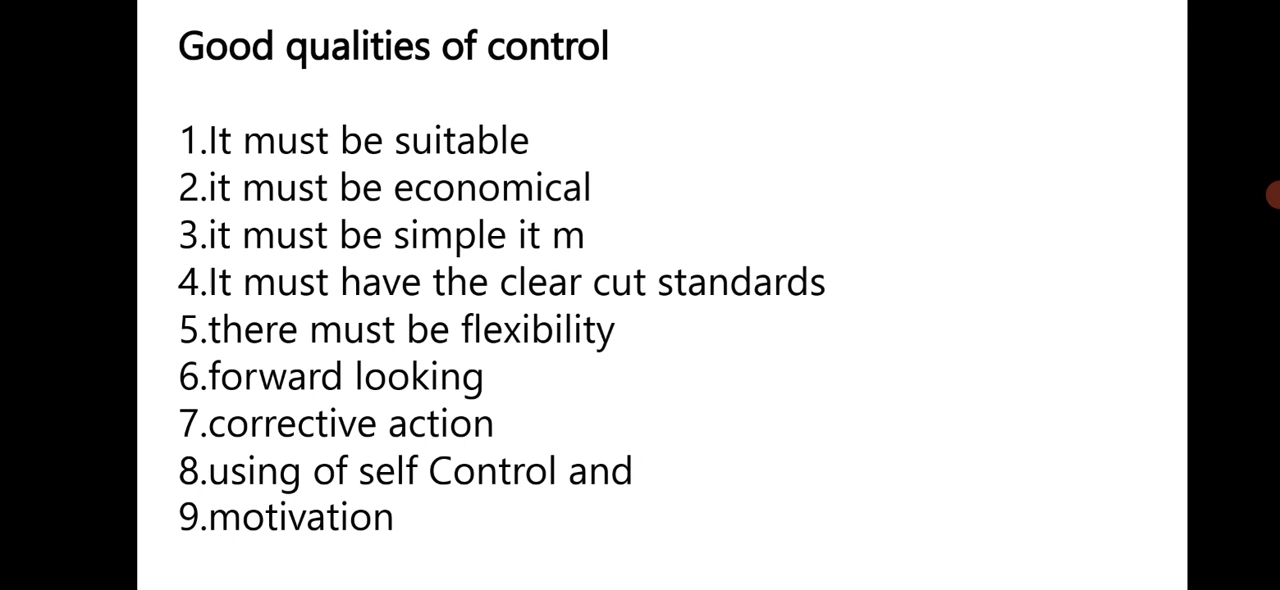 Good qualities of control
1.It must be suitable
2.it must be economical
3.it must be simple it m
4.It must have the clear cut standards
5.there must be flexibility
6.forward looking
7.corrective action
8.using of self Control and
9.motivation